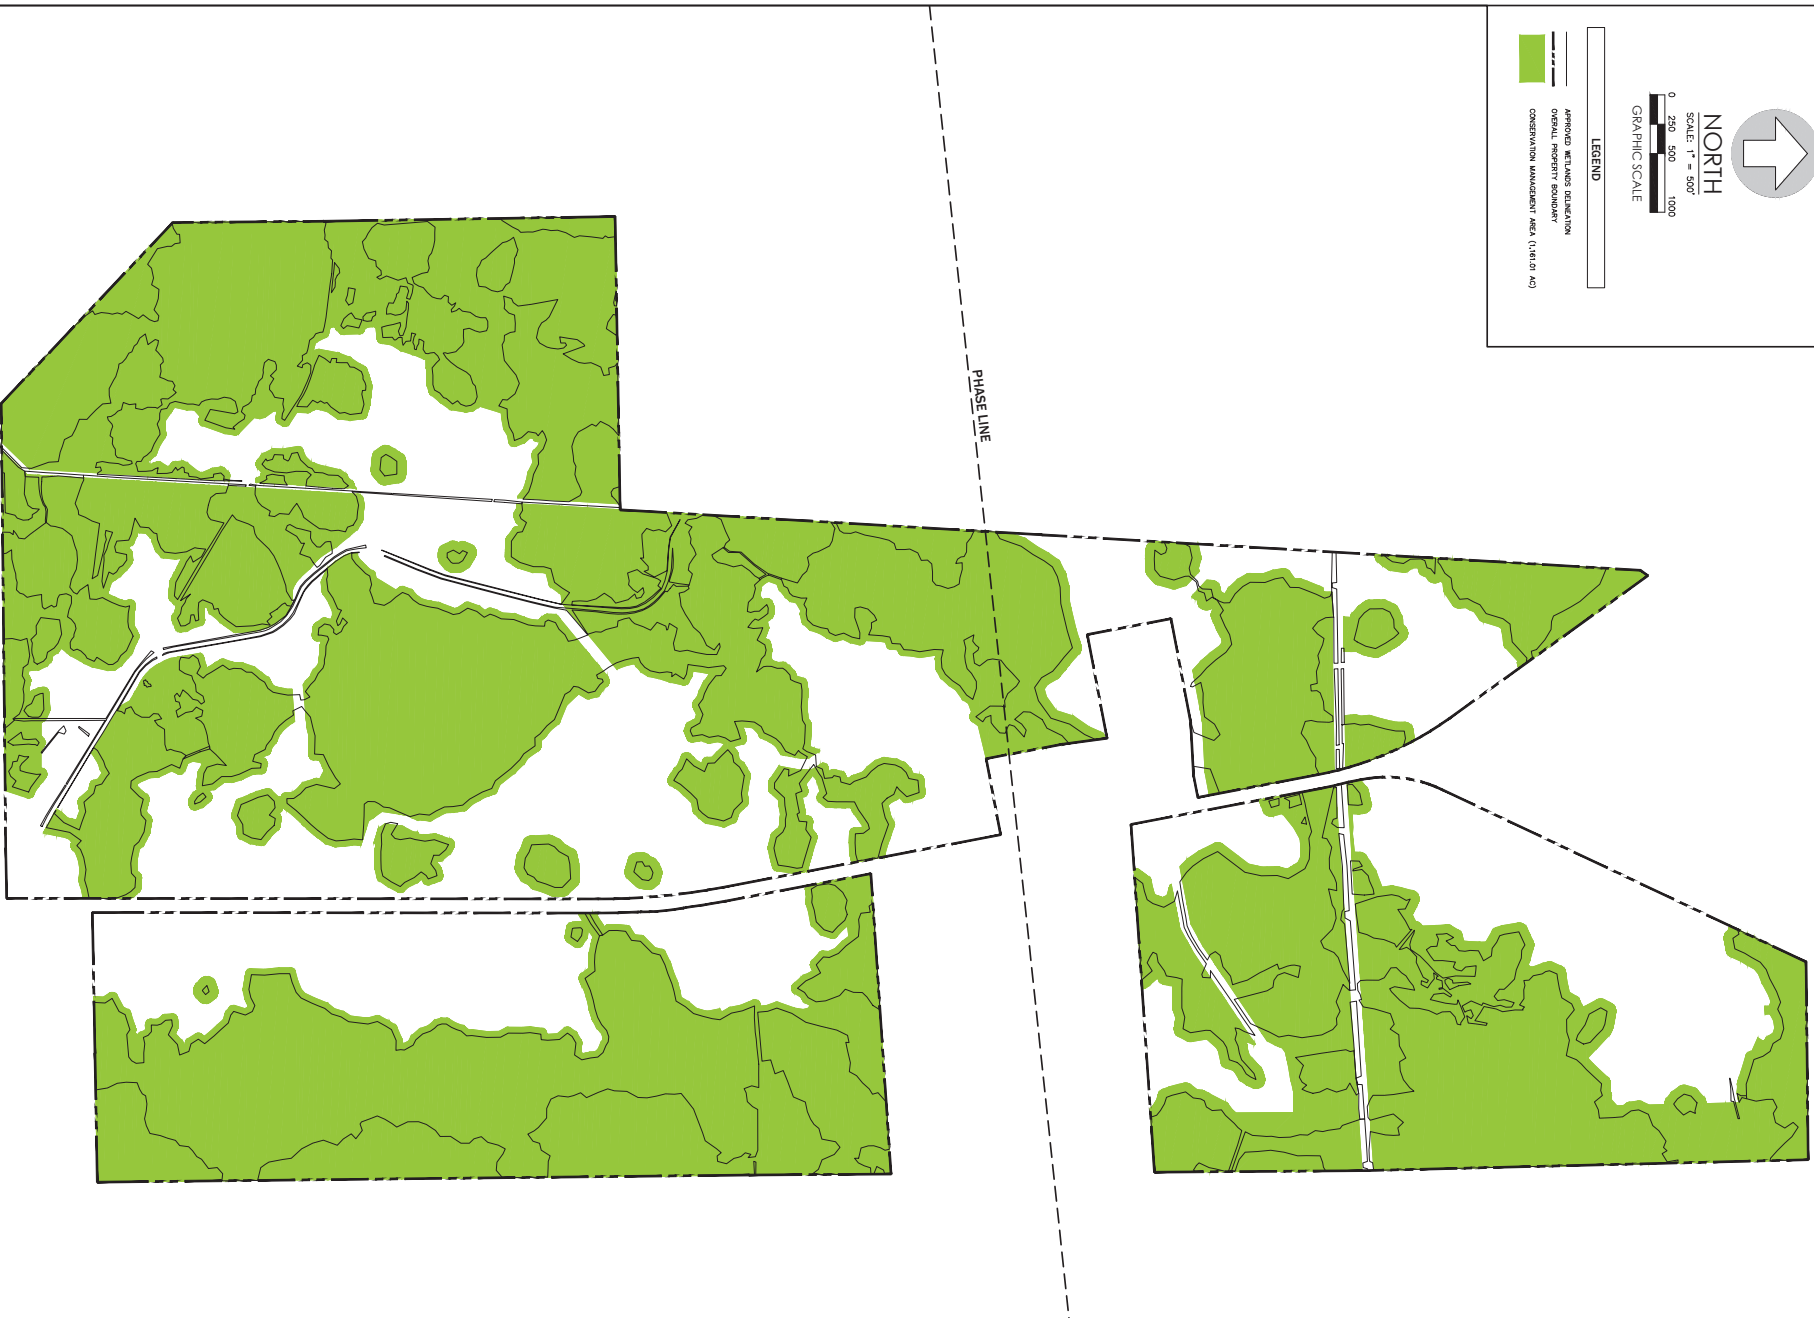 NORTH
SCALE: 1" = 500'
0 250 500 1000
GRAPHIC SCALE
LEGEND
APPROVED WETLANDS DELINEATION
OVERALL PROPERTY BOUNDARY
CONSERVATION MANAGEMENT AREA (1,161.01 AC)
PHASE LINE